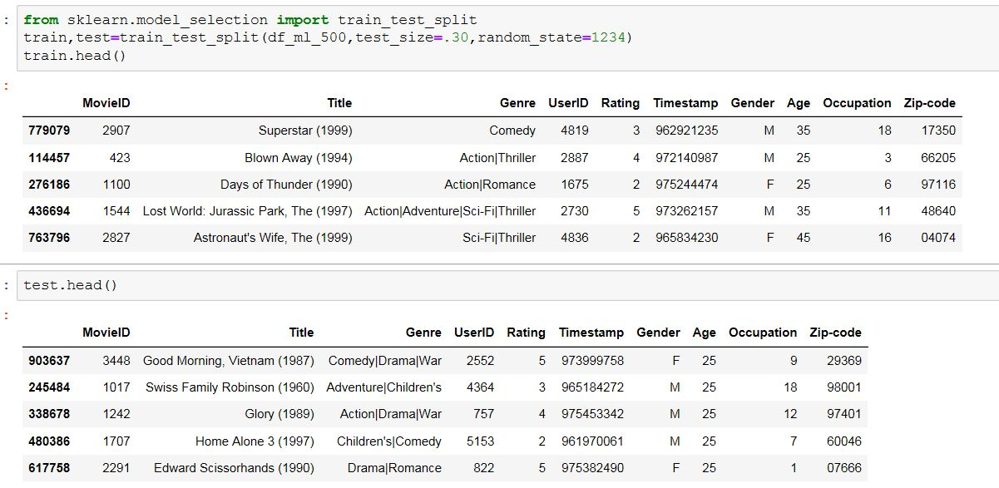 : from sklearn.model_selection import train_test_split
train,test=train_test_split(df_ml_500,test_size=.30,random_state=1234)
train.head()
:
MovieID Title Genre UserID Rating Timestamp Gender Age Occupation Zip-code
779079 2907 Superstar (1999) Comedy 4819 3 962921235 M 35 18 17350
114457 423 Blown Away (1994) Action|Thriller 2887 4 972140987 M 25 3 66205
276186 1100 Days of Thunder (1990) Action|Romance 1675 2 975244474 F 25 6 97116
436694 1544 Lost World: Jurassic Park, The (1997) Action|Adventure|Sci-Fi|Thriller 2730 5 973262157 M 35 11 48640
763796 2827 Astronaut's Wife, The (1999) Sci-Fi|Thriller 4836 2 965834230 F 45 16 04074
: test.head()
:
MovieID Title Genre UserID Rating Timestamp Gender Age Occupation Zip-code
903637 3448 Good Morning, Vietnam (1987) Comedy|Drama|War 2552 5 973999758 F 25 9 29369
245484 1017 Swiss Family Robinson (1960) Adventure|Children's 4364 3 965184272 M 25 18 98001
338678 1242 Glory (1989) Action|Drama|War 757 4 975453342 M 25 12 97401
480386 1707 Home Alone 3 (1997) Children's|Comedy 5153 2 961970061 M 25 7 60046
617758 2291 Edward Scissorhands (1990) Drama|Romance 822 5 975382490 F 25 1 07666